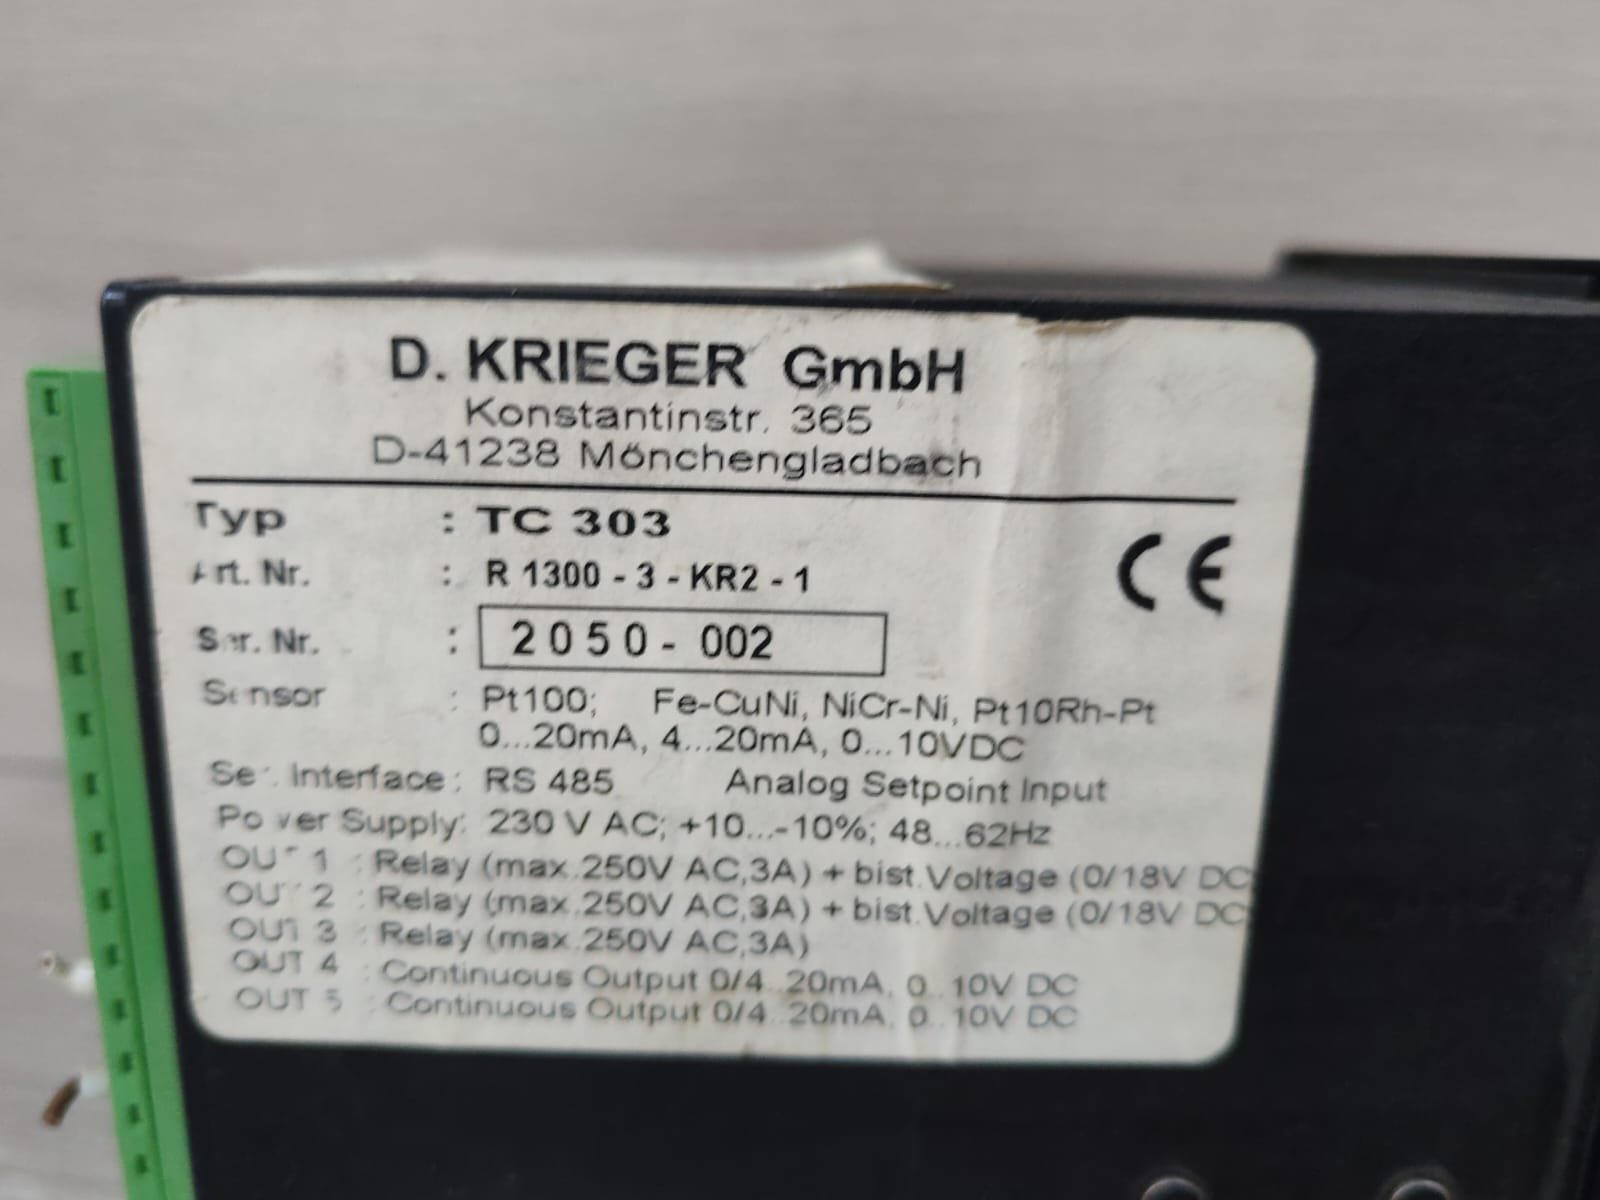 D. KRIEGER GmbH
Konstantinstr. 365
D-41238 Mönchengladbach
Typ : TC 303
Art. Nr. : R 1300 - 3 - KR2 - 1
CE
Ser. Nr. : 2050- 002
Sensor : Pt100; Fe-CuNi, NiCr-Ni, Pt10Rh-Pt
0...20mA, 4...20mA, 0...10VDC
Ser. Interface : RS 485 Analog Setpoint Input
Power Supply: 230 V AC; +10...-10%; 48...62Hz
OUT 1 : Relay (max.250V AC,3A) + bist.Voltage (0/18V DC
OUT 2 : Relay (max.250V AC,3A) + bist.Voltage (0/18V DC
OUT 3 : Relay (max.250V AC,3A)
OUT 4 : Continuous Output 0/4..20mA, 0..10V DC
OUT 5 : Continuous Output 0/4..20mA, 0..10V DC